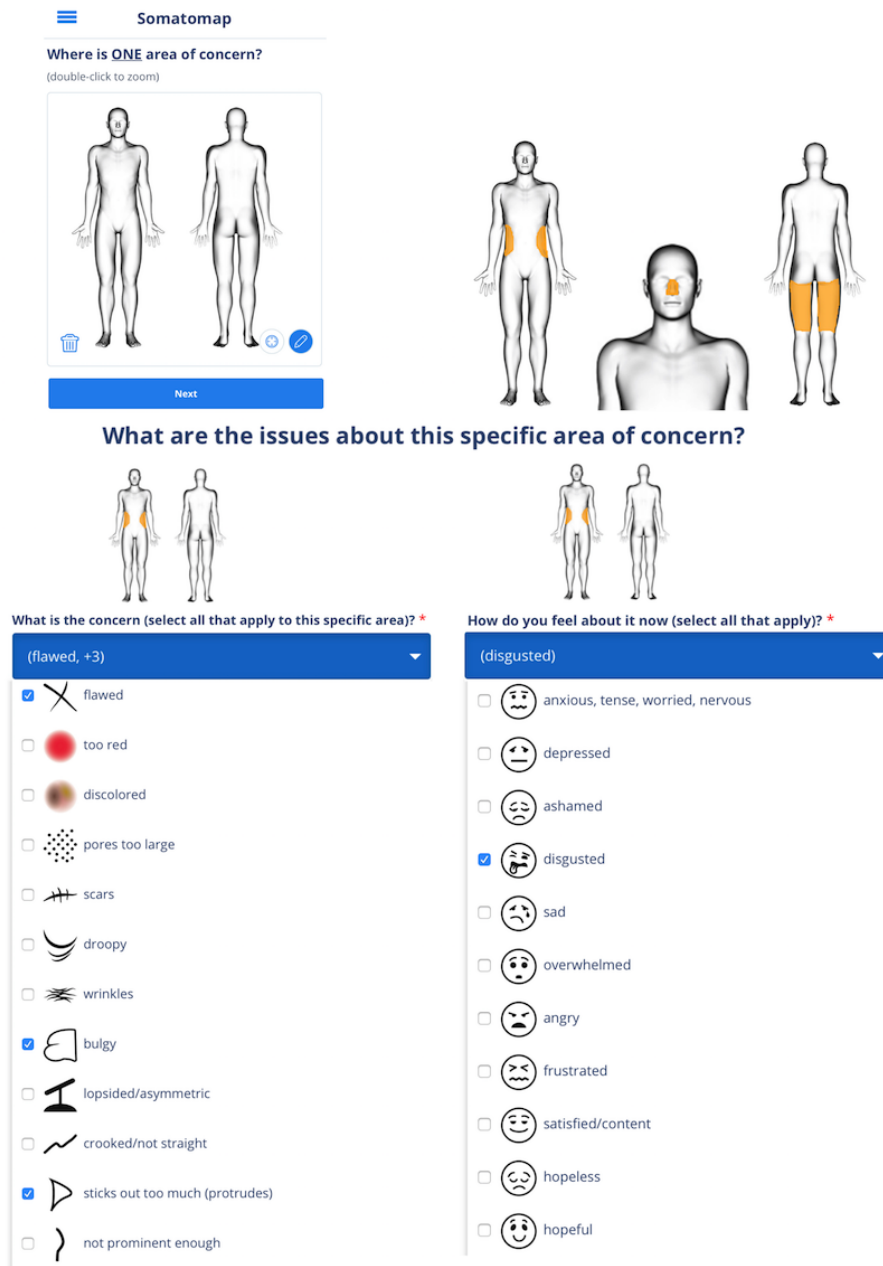 Somatomap
Where is ONE area of concern?
(double-click to zoom)
Next
What are the issues about this specific area of concern?
What is the concern (select all that apply to this specific area)? *
(flawed, +3)
flawed
too red
discolored
pores too large
scars
droopy
wrinkles
bulgy
lopsided/asymmetric
crooked/not straight
sticks out too much (protrudes)
not prominent enough
How do you feel about it now (select all that apply)? *
(disgusted)
anxious, tense, worried, nervous
depressed
ashamed
disgusted
sad
overwhelmed
angry
frustrated
satisfied/content
hopeless
hopeful